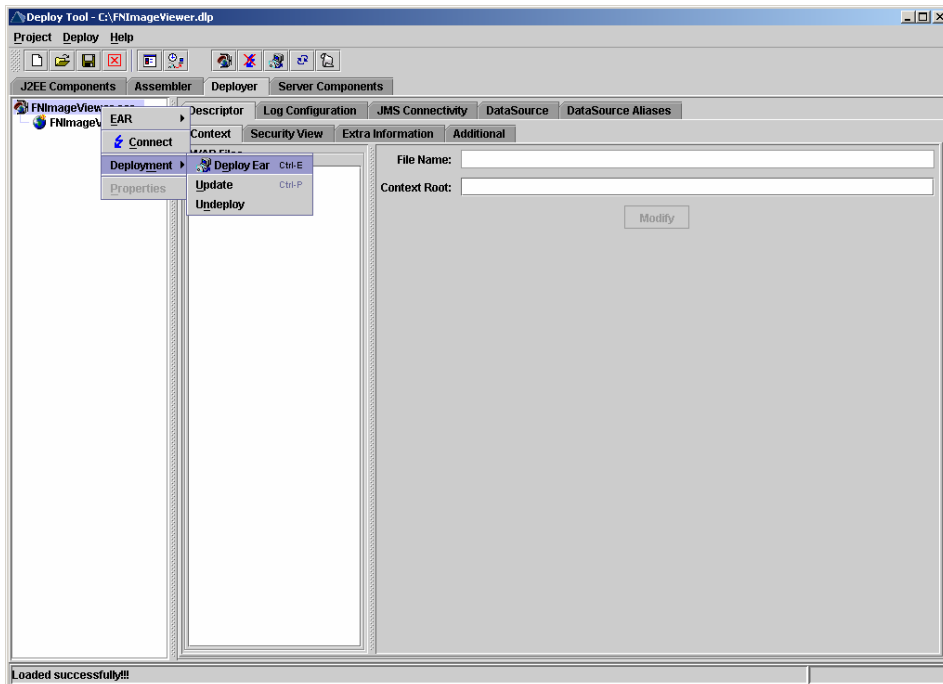 Deploy Tool - C:\FNImageViewer.dlp
Project Deploy Help
J2EE Components Assembler Deployer Server Components
Descriptor Log Configuration JMS Connectivity DataSource DataSource Aliases
Context Security View Extra Information Additional
EAR
Connect
Deployment
Properties
Deploy Ear Ctrl-E
Update Ctrl-P
Undeploy
File Name:
Context Root:
Modify
Loaded successfully!!!